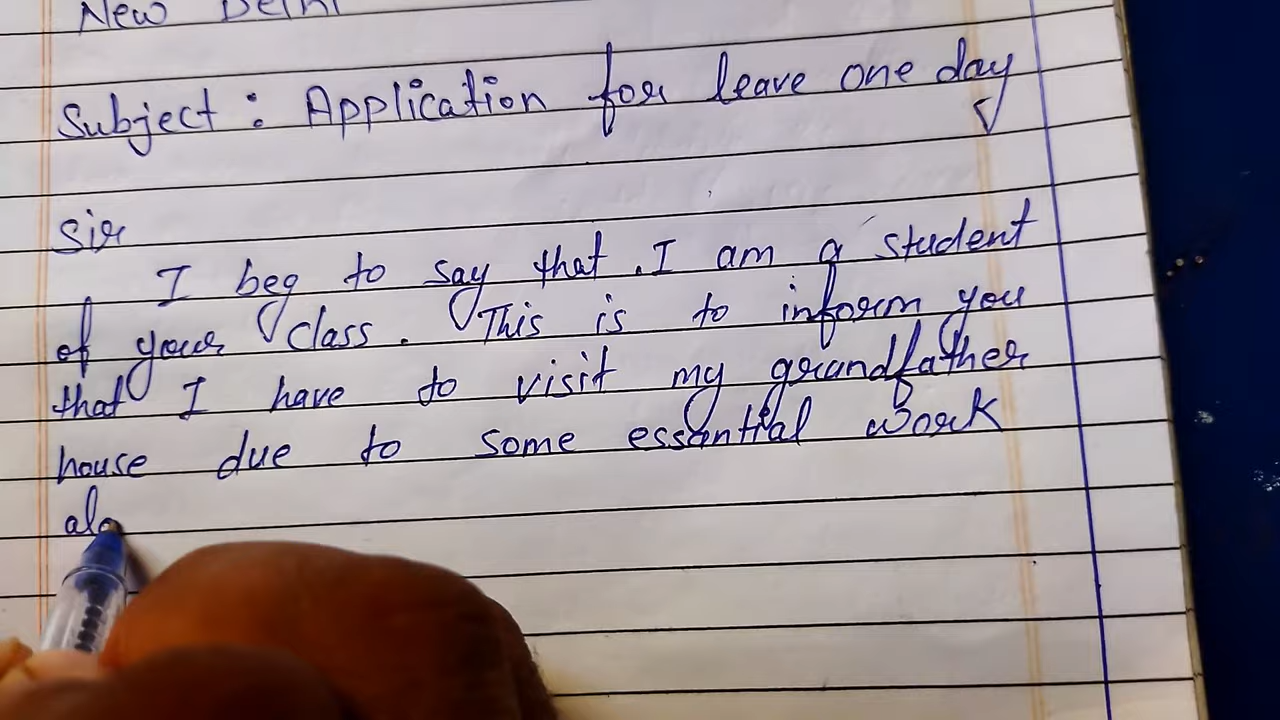 New Delhi
Subject : Application for leave one day
Sir
I beg to say that . I am a student
of your class . This is to inform you
that I have to visit my grandfather
house due to some essential work
alo